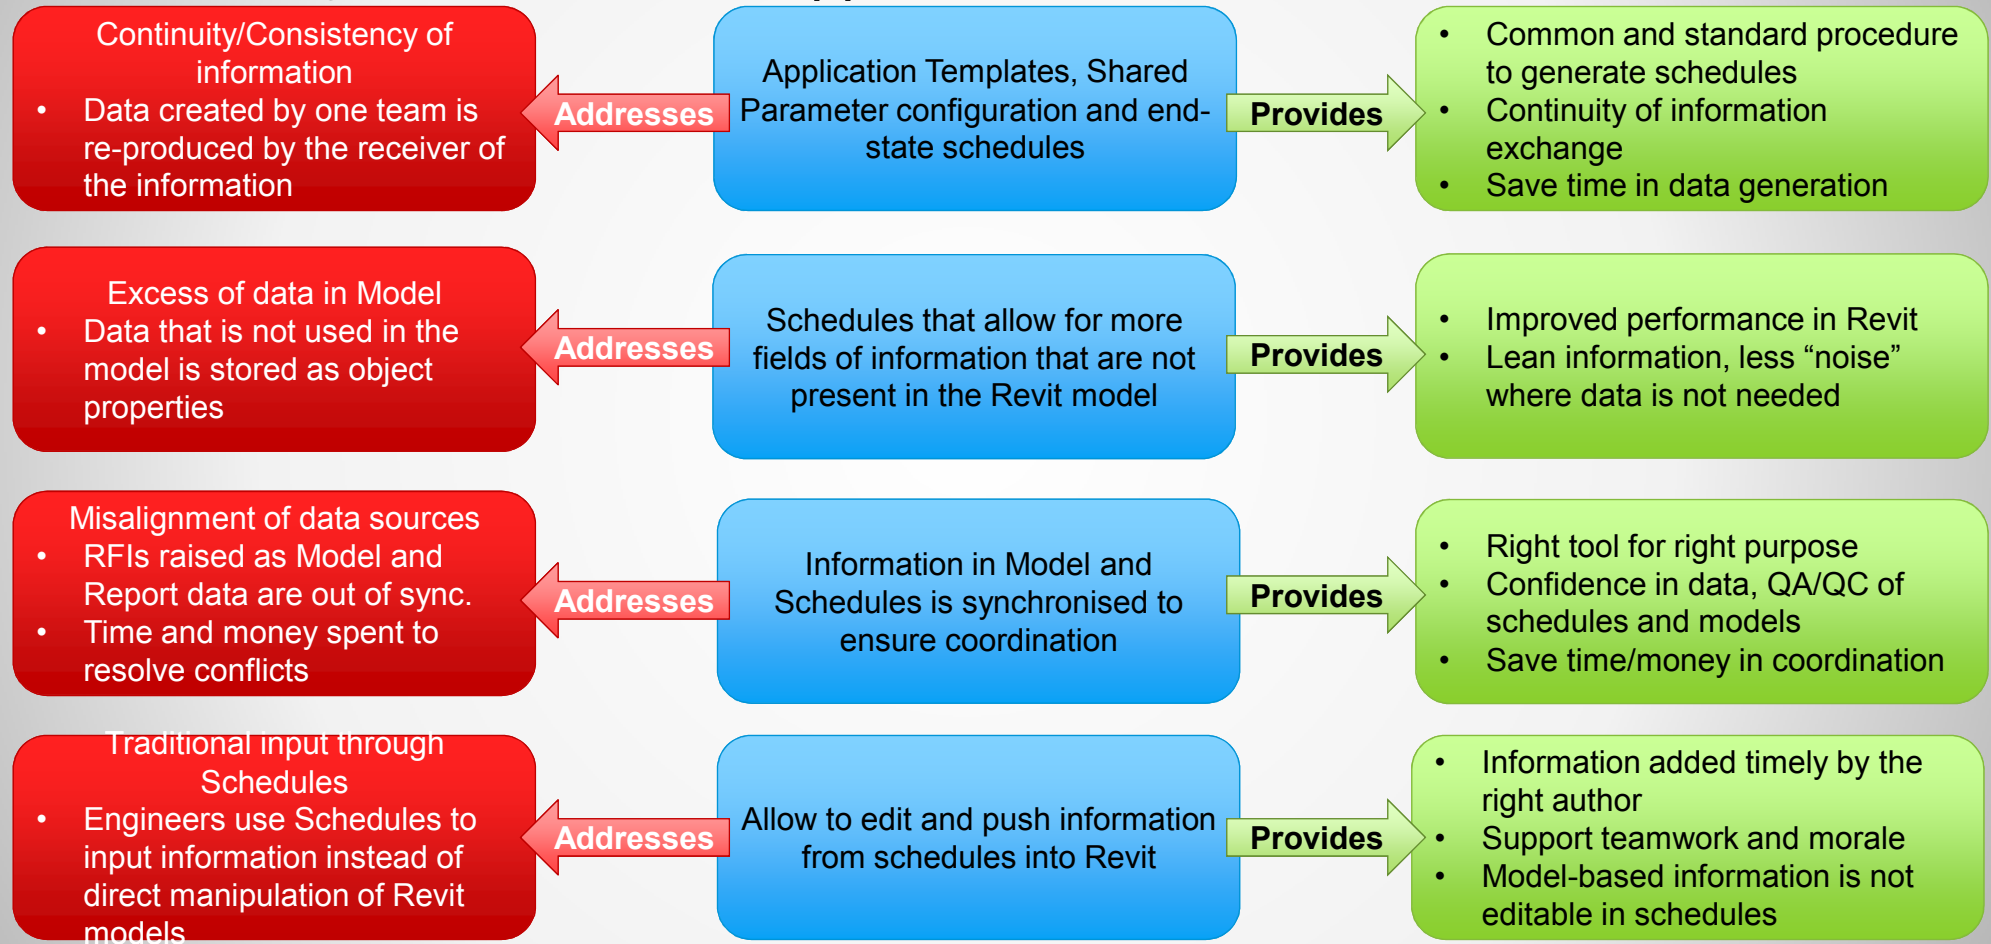 Continuity/Consistency of
information
• Data created by one team is
re-produced by the receiver of
the information
Addresses
Application Templates, Shared
Parameter configuration and end-
state schedules
Provides
• Common and standard procedure
to generate schedules
• Continuity of information
exchange
• Save time in data generation
Excess of data in Model
• Data that is not used in the
model is stored as object
properties
Addresses
Schedules that allow for more
fields of information that are not
present in the Revit model
Provides
• Improved performance in Revit
• Lean information, less “noise”
where data is not needed
Misalignment of data sources
• RFIs raised as Model and
Report data are out of sync.
• Time and money spent to
resolve conflicts
Addresses
Information in Model and
Schedules is synchronised to
ensure coordination
Provides
• Right tool for right purpose
• Confidence in data, QA/QC of
schedules and models
• Save time/money in coordination
Traditional input through
Schedules
• Engineers use Schedules to
input information instead of
direct manipulation of Revit
models
Addresses
Allow to edit and push information
from schedules into Revit
Provides
• Information added timely by the
right author
• Support teamwork and morale
• Model-based information is not
editable in schedules